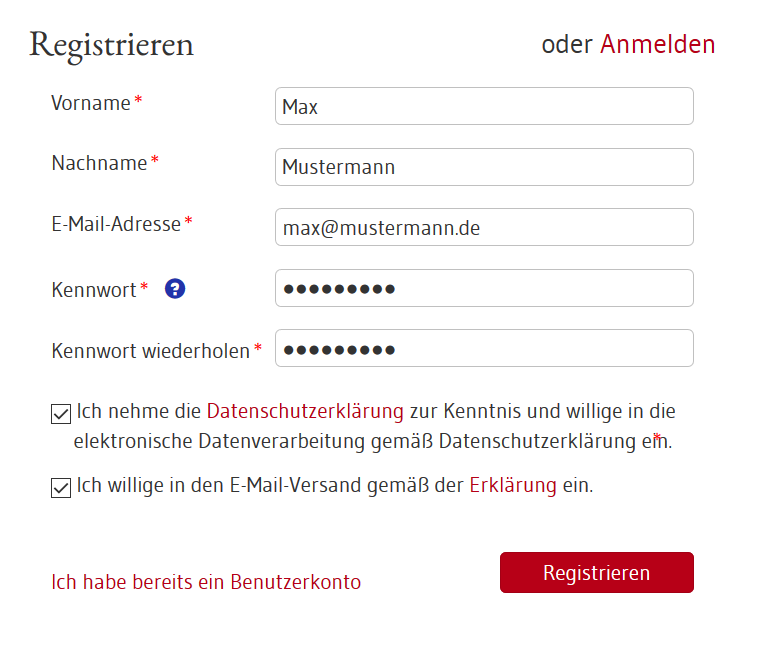 Registrieren
oder Anmelden
Vorname* Max
Nachname* Mustermann
E-Mail-Adresse* max@mustermann.de
Kennwort* ? ●●●●●●●●●
Kennwort wiederholen* ●●●●●●●●●
Ich nehme die Datenschutzerklärung zur Kenntnis und willige in die
elektronische Datenverarbeitung gemäß Datenschutzerklärung ein.*
Ich willige in den E-Mail-Versand gemäß der Erklärung ein.
Ich habe bereits ein Benutzerkonto
Registrieren